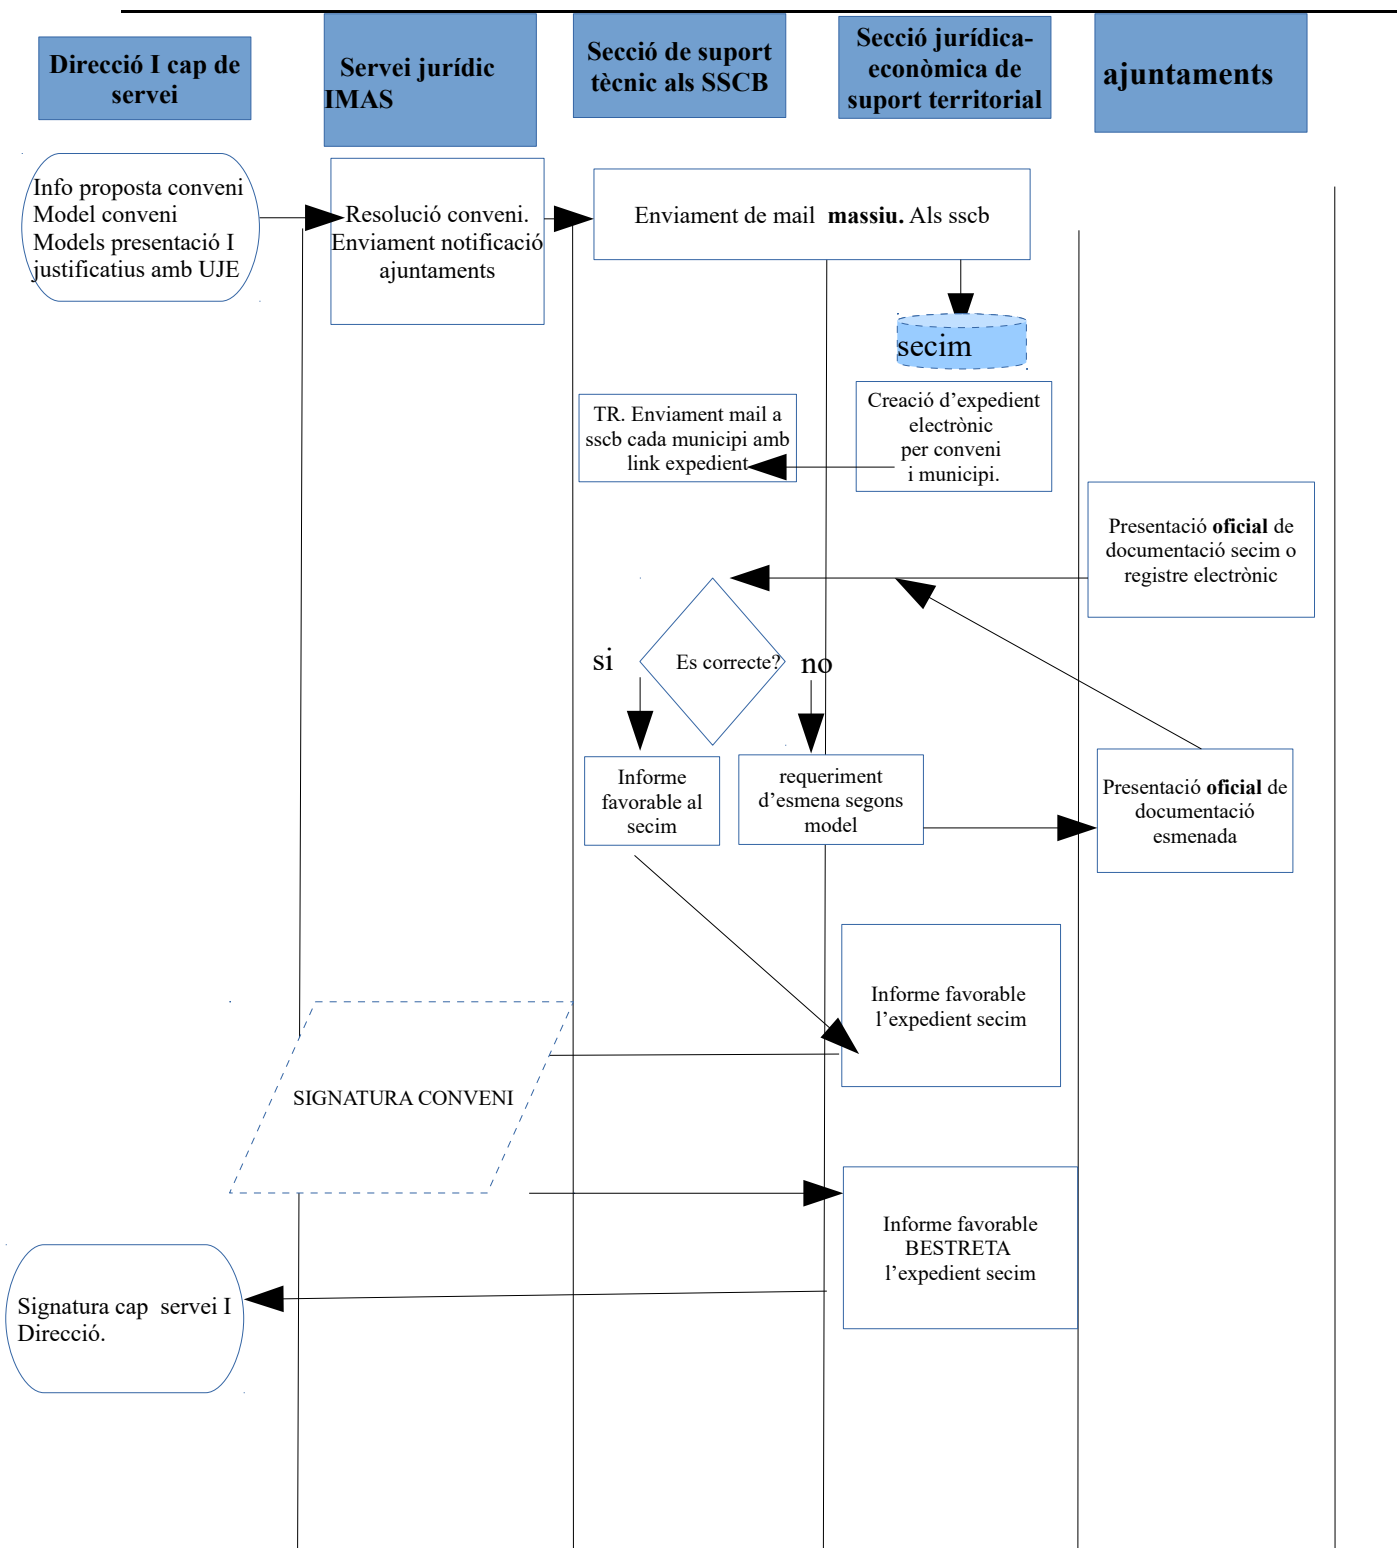 Direcció I cap de
servei
Servei jurídic
IMAS
Secció de suport
tècnic als SSCB
Secció jurídica-
econòmica de
suport territorial
ajuntaments
Info proposta conveni
Model conveni
Models presentació I
justificatius amb UJE
Resolució conveni.
Enviament notificació
ajuntaments
Enviament de mail massiu. Als sscb
secim
TR. Enviament mail a
sscb cada municipi amb
link expedient
Creació d’expedient
electrònic
per conveni
i municipi.
Presentació oficial de
documentació secim o
registre electrònic
si
Es correcte?
no
Informe
favorable al
secim
requeriment
d’esmena segons
model
Presentació oficial de
documentació
esmenada
Informe favorable
l’expedient secim
SIGNATURA CONVENI
Informe favorable
BESTRETA
l’expedient secim
Signatura cap servei I
Direcció.